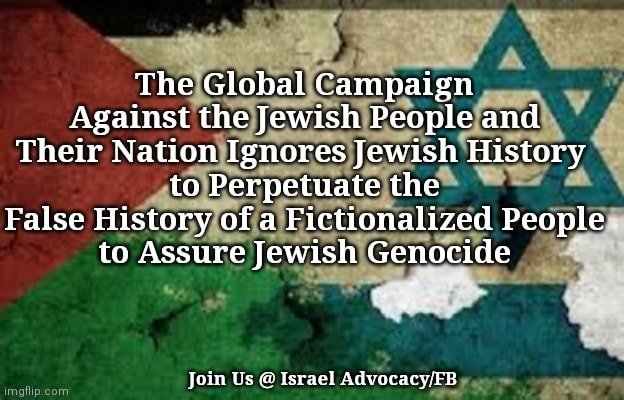 The Global Campaign
Against the Jewish People and
Their Nation Ignores Jewish History
to Perpetuate the
False History of a Fictionalized People
to Assure Jewish Genocide
Join Us @ Israel Advocacy/FB
imgflip.com